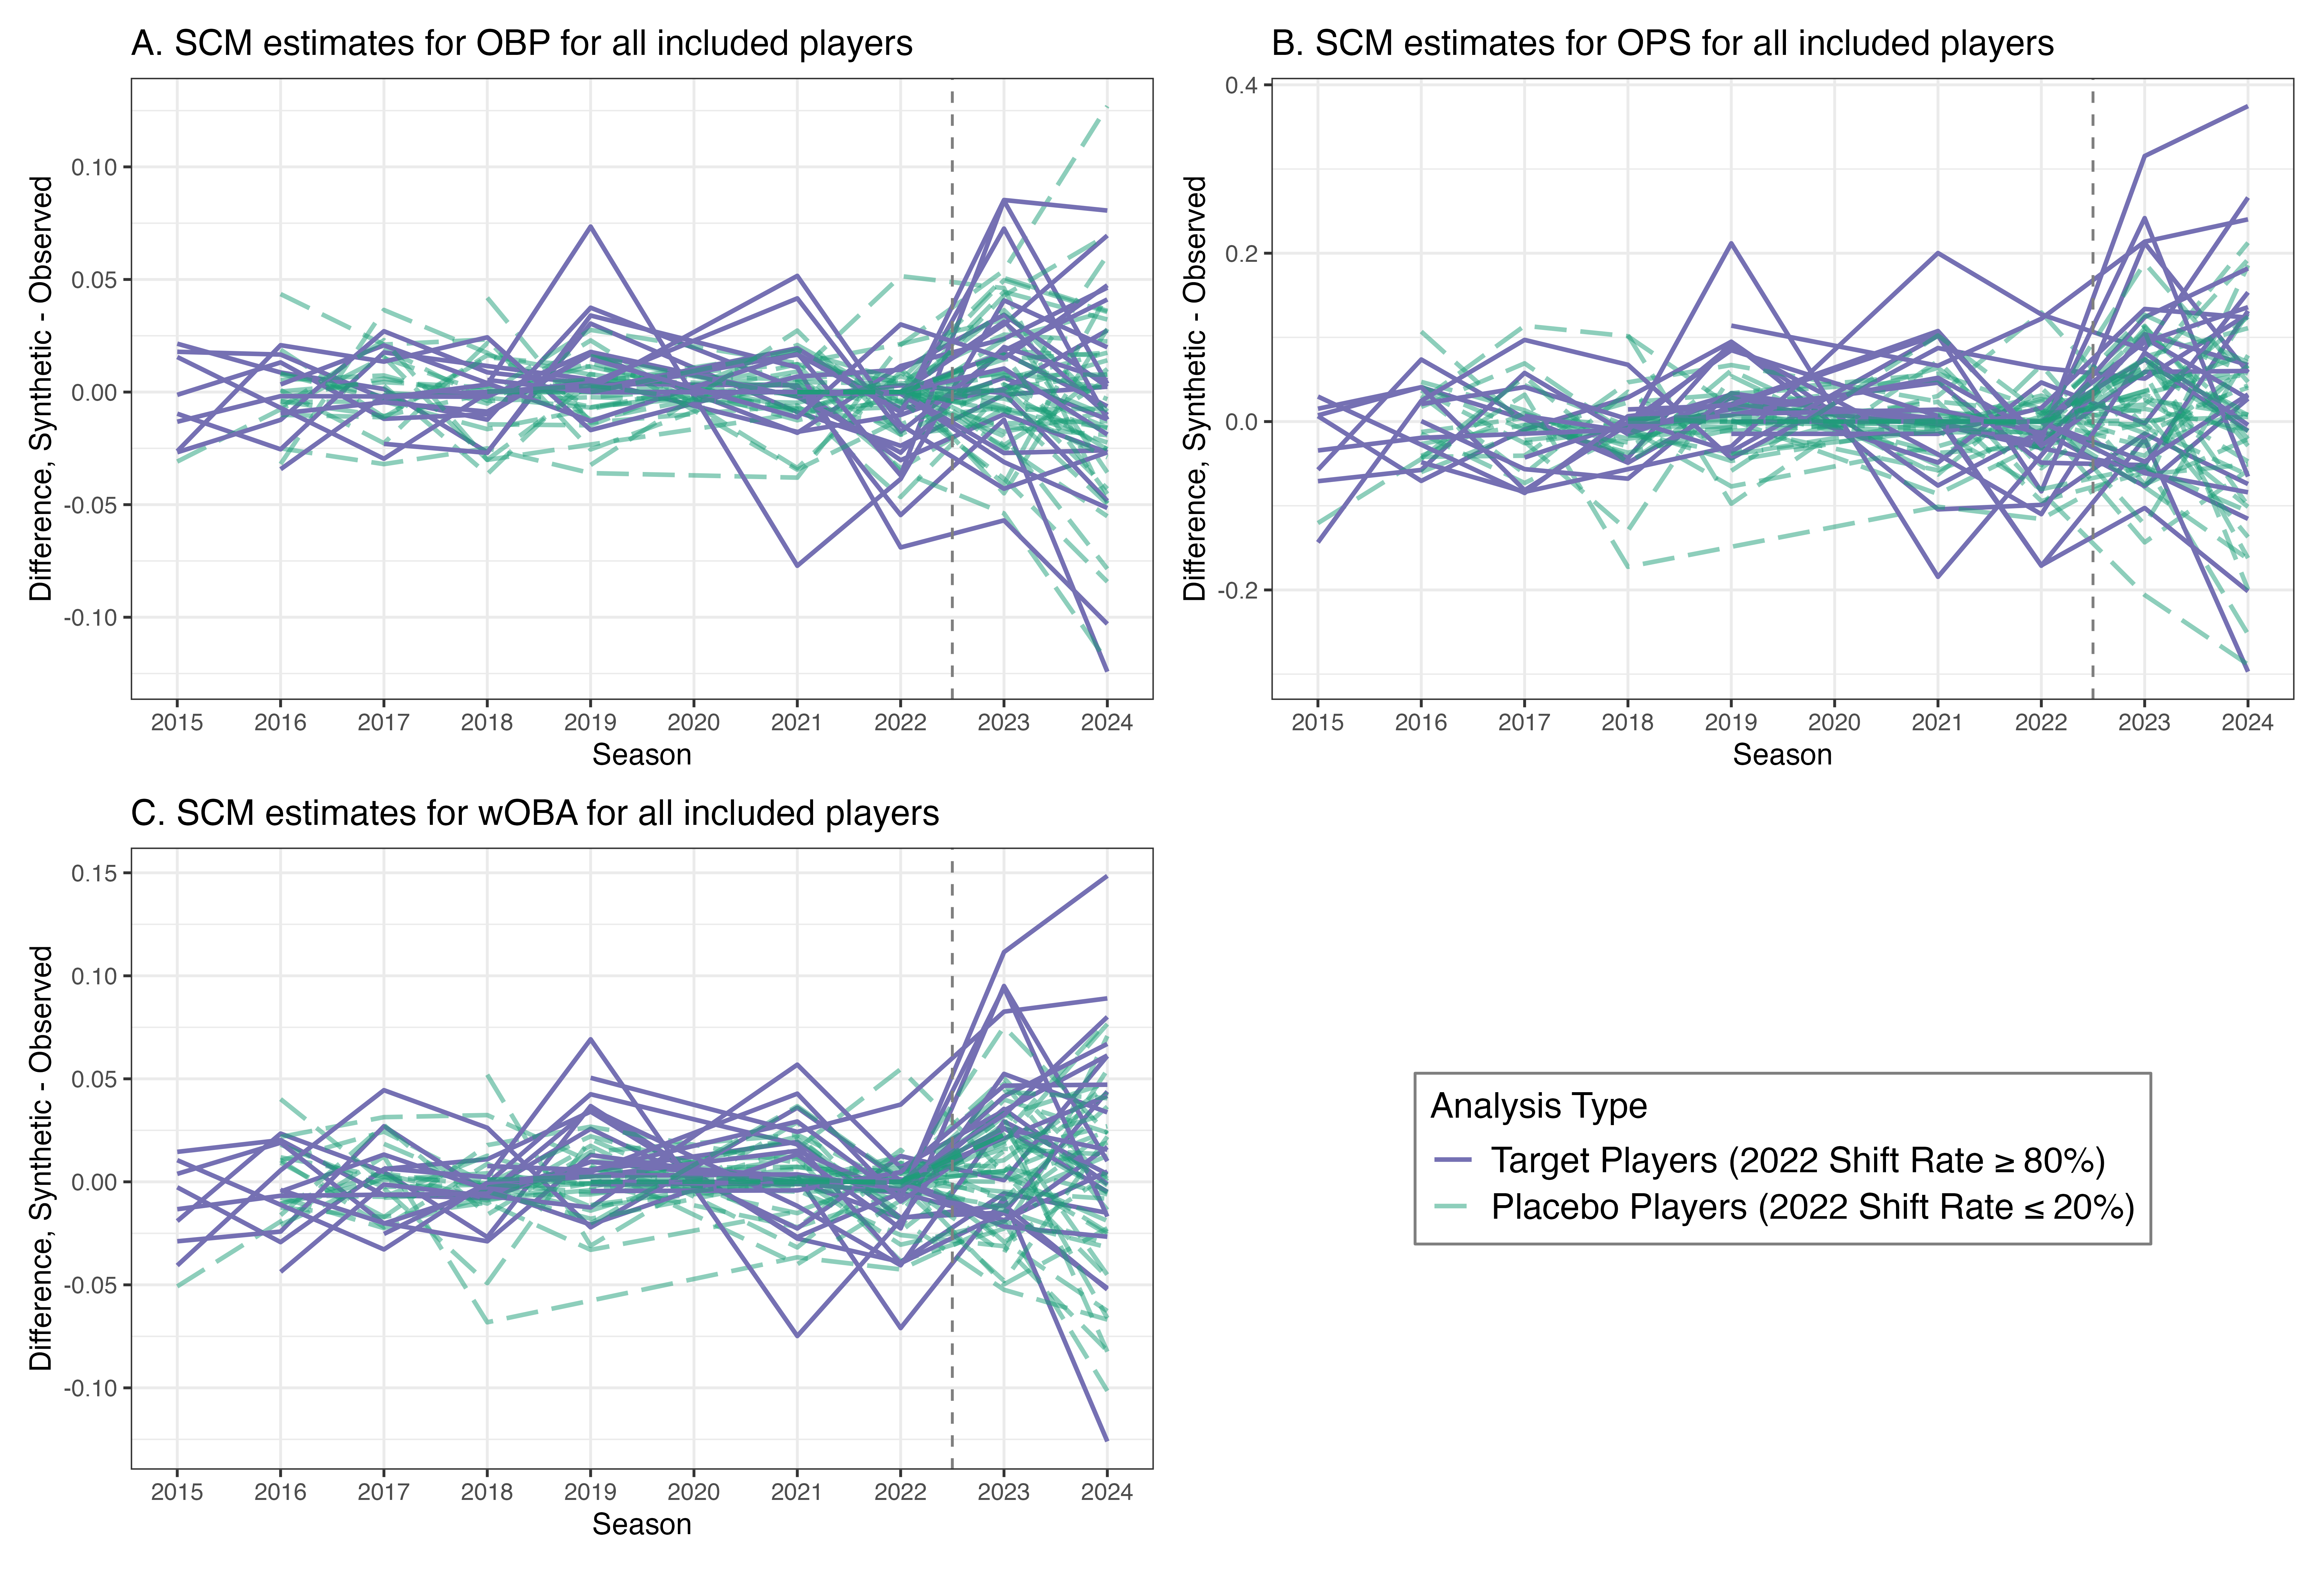 A. SCM estimates for OBP for all included players
Difference, Synthetic - Observed
0.10
0.05
0.00
-0.05
-0.10
2015 2016 2017 2018 2019 2020 2021 2022 2023 2024
Season
B. SCM estimates for OPS for all included players
Difference, Synthetic - Observed
0.4
0.2
0.0
-0.2
2015 2016 2017 2018 2019 2020 2021 2022 2023 2024
Season
C. SCM estimates for wOBA for all included players
Difference, Synthetic - Observed
0.15
0.10
0.05
0.00
-0.05
-0.10
2015 2016 2017 2018 2019 2020 2021 2022 2023 2024
Season
Analysis Type
Target Players (2022 Shift Rate ≥ 80%)
Placebo Players (2022 Shift Rate ≤ 20%)